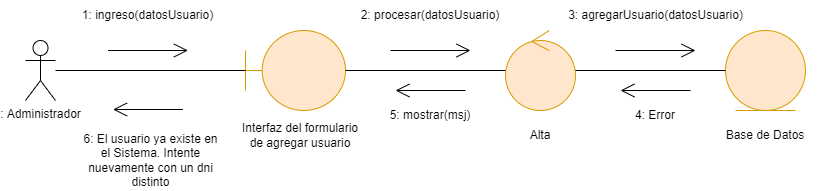 1: ingreso(datosUsuario)
2: procesar(datosUsuario)
3: agregarUsuario(datosUsuario)
: Administrador
5: mostrar(msj)
4: Error
6: El usuario ya existe en
el Sistema. Intente
nuevamente con un dni
distinto
Interfaz del formulario
de agregar usuario
Alta
Base de Datos